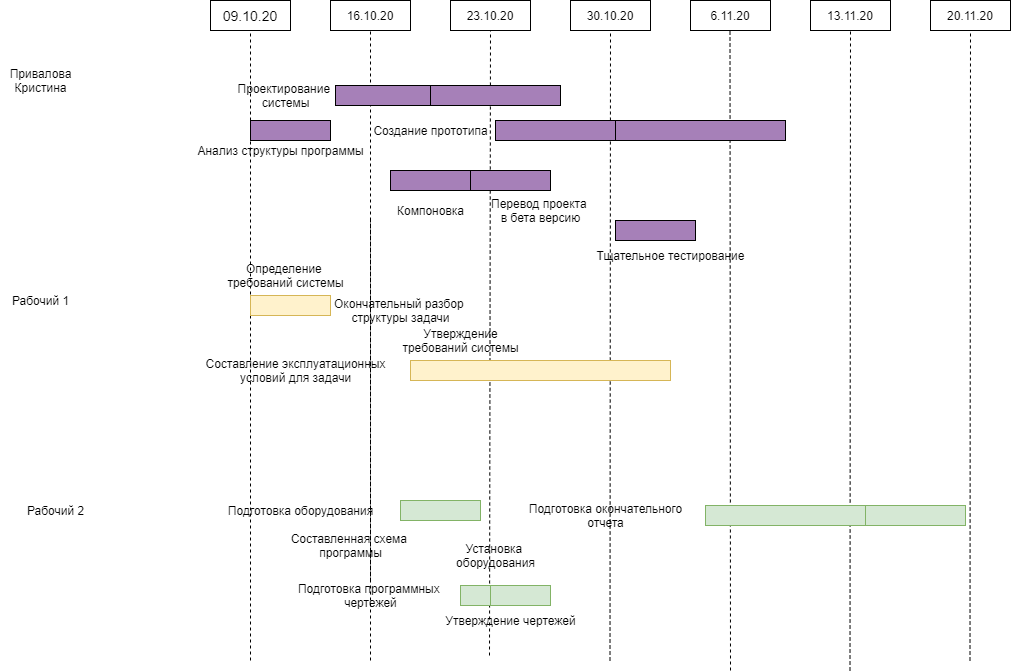 09.10.20
16.10.20
23.10.20
30.10.20
6.11.20
13.11.20
20.11.20
Привалова
Кристина
Проектирование
системы
Создание прототипа
Анализ структуры программы
Компоновка
Перевод проекта
в бета версию
Тщательное тестирование
Определение
требований системы
Рабочий 1
Окончательный разбор
структуры задачи
Утверждение
требований системы
Составление эксплуатационных
условий для задачи
Рабочий 2
Подготовка оборудования
Подготовка окончательного
отчета
Составленная схема
программы
Установка
оборудования
Подготовка программных
чертежей
Утверждение чертежей